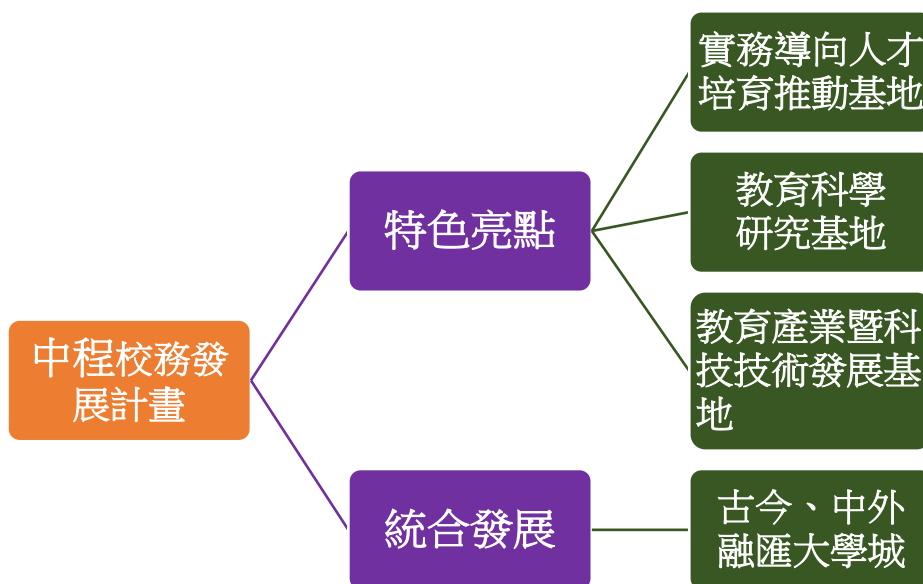 實務導向人才
培育推動基地
教育科學
研究基地
特色亮點
教育產業暨科
技技術發展基
地
中程校務發
展計畫
統合發展
古今、中外
融匯大學城